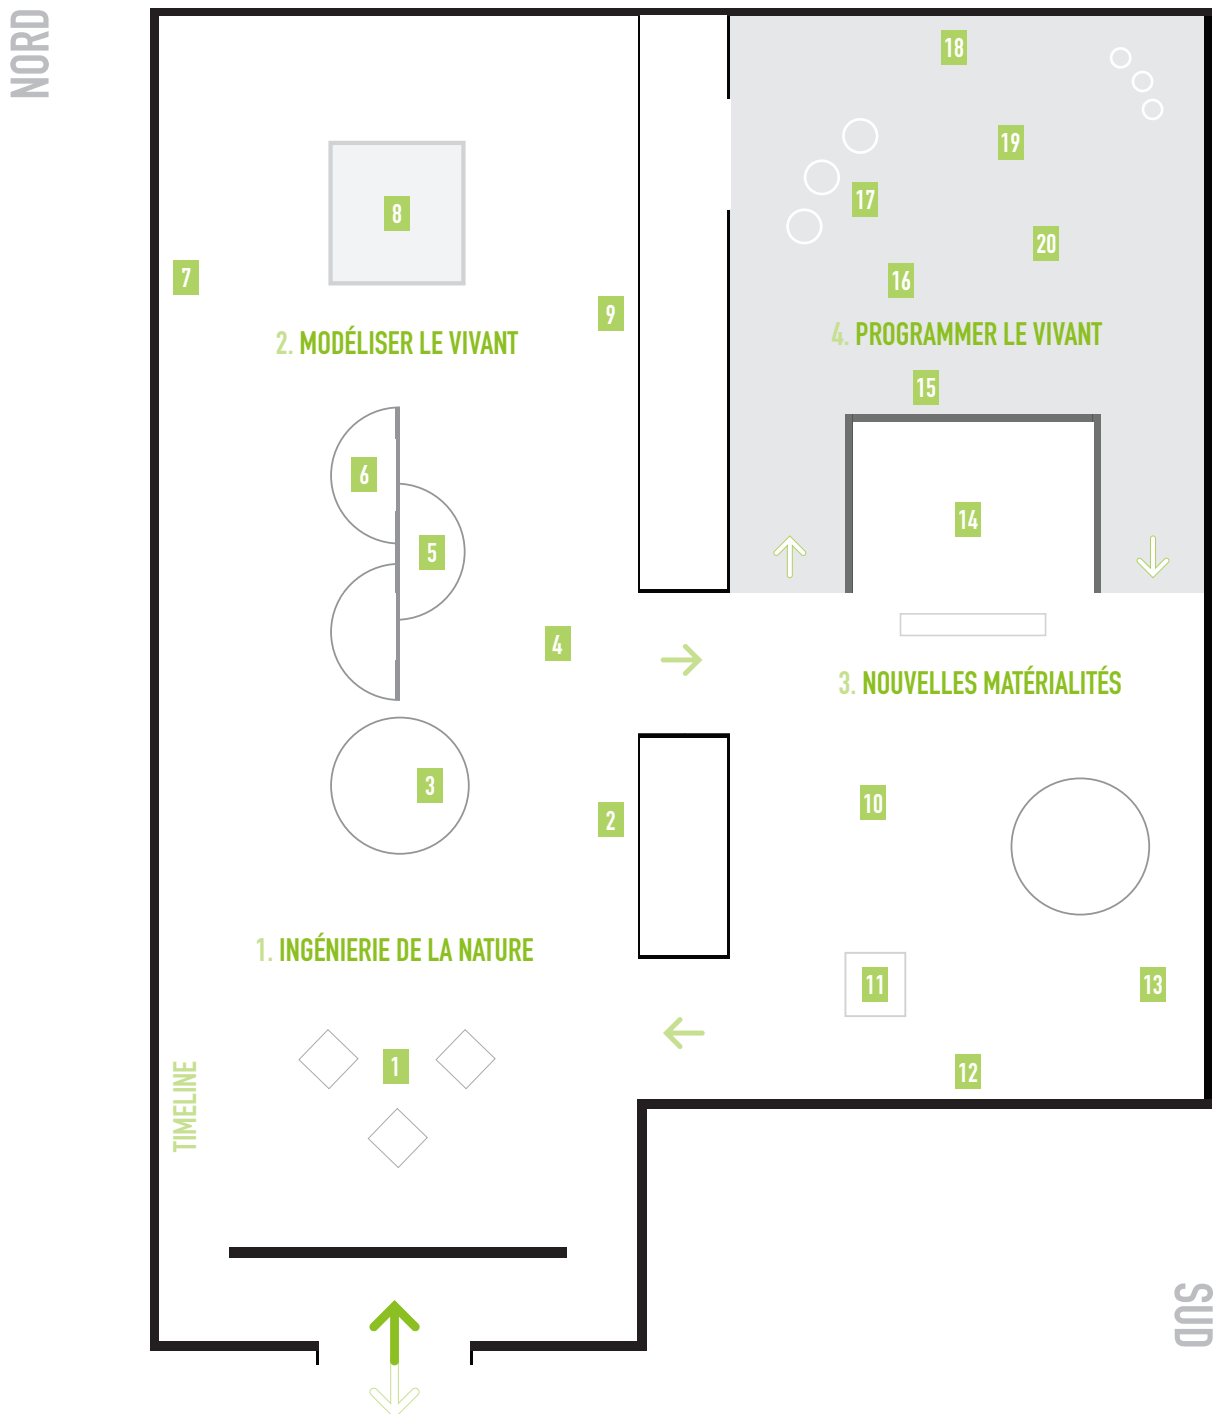 NORD
18
19
8
17
20
7
16
9
2. MODÉLISER LE VIVANT
4. PROGRAMMER LE VIVANT
15
6
14
5
4
3. NOUVELLES MATÉRIALITÉS
3
10
2
1. INGÉNIERIE DE LA NATURE
11
13
1
12
TIMELINE
SUD